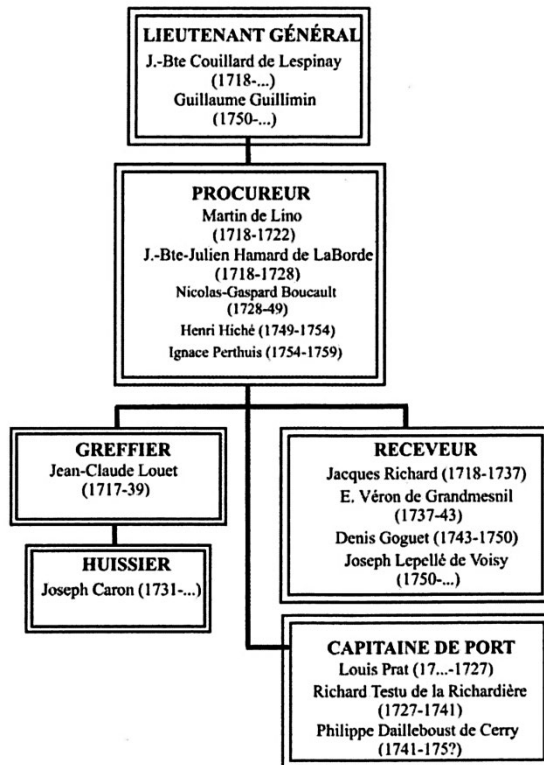 LIEUTENANT GÉNÉRAL
J.-Bte Couillard de Lespinay
(1718-...)
Guillaume Guillimin
(1750-...)
PROCUREUR
Martin de Lino
(1718-1722)
J.-Bte-Julien Hamard de LaBorde
(1718-1728)
Nicolas-Gaspard Boucault
(1728-49)
Henri Hiché (1749-1754)
Ignace Perthuis (1754-1759)
GREFFIER
Jean-Claude Louet
(1717-39)
HUISSIER
Joseph Caron (1731-...)
RECEVEUR
Jacques Richard (1718-1737)
E. Véron de Grandmesnil
(1737-43)
Denis Goguet (1743-1750)
Joseph Lepellé de Voisy
(1750-...)
CAPITAINE DE PORT
Louis Prat (17...-1727)
Richard Testu de la Richardière
(1727-1741)
Philippe Dailleboust de Cerry
(1741-175?)